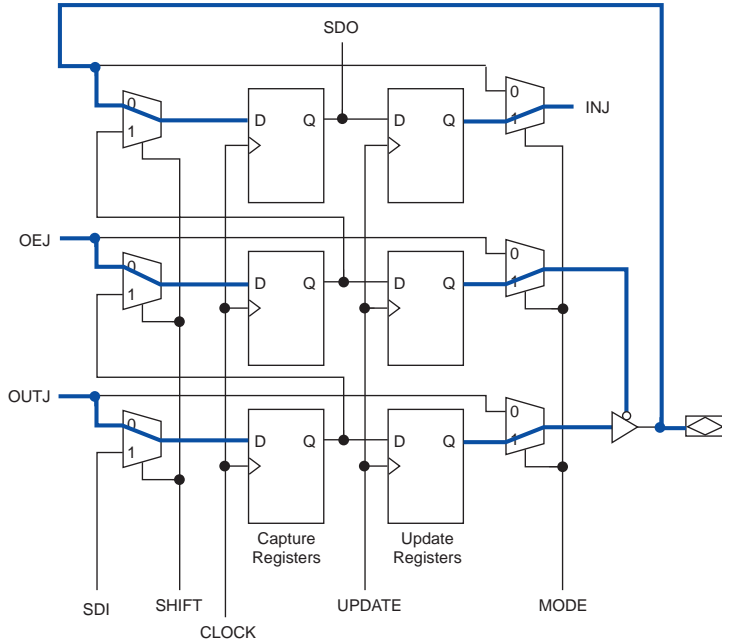 SDO
0
1
D
Q
D
Q
0
1
INJ
OEJ
0
1
D
Q
D
Q
0
1
OUTJ
0
1
D
Q
D
Q
0
1
Capture
Registers
Update
Registers
SDI
SHIFT
CLOCK
UPDATE
MODE